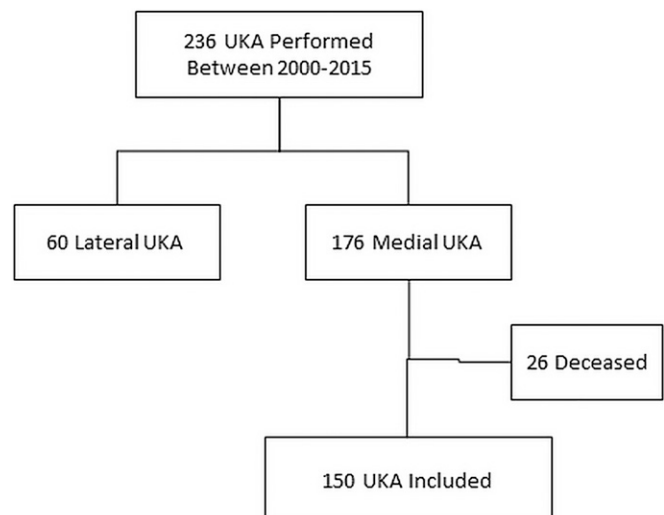 236 UKA Performed
Between 2000-2015
60 Lateral UKA
176 Medial UKA
26 Deceased
150 UKA Included